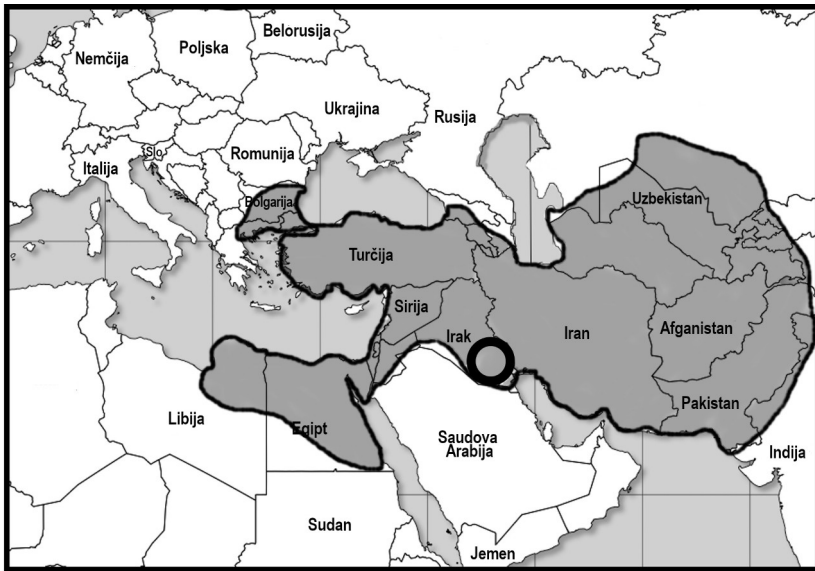 Belorusija
Poljska
Nemčija
Ukrajina
Rusija
Slo
Romunija
Italija
Uzbekistan
Bolgarija
Turčija
Sirija
Irak
Iran
Afganistan
Pakistan
Libija
Egipt
Saudova
Arabija
Indija
Sudan
Jemen